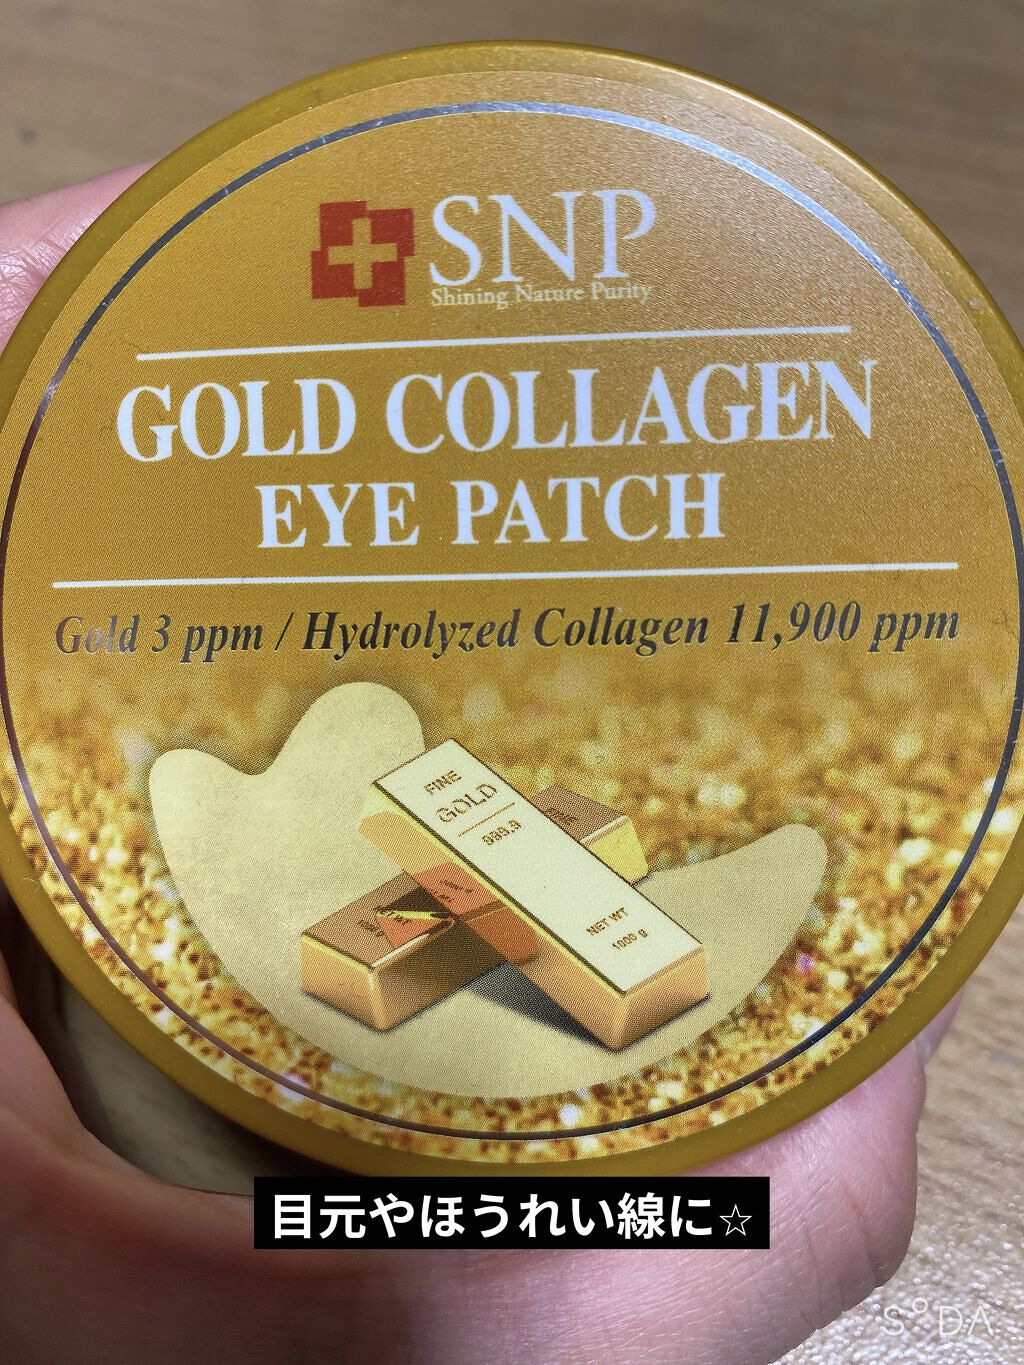 SNP
Shining Nature Purity
GOLD COLLAGEN
EYE PATCH
Gold 3 ppm / Hydrolyzed Collagen 11,900 ppm
FINE
GOLD
999.9
NET WT
1000 g
目元やほうれい線に☆
S°DA